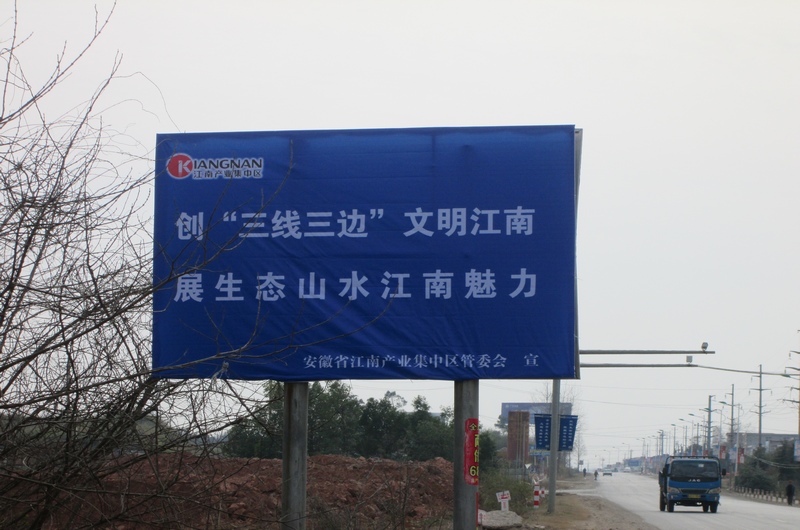 KIANGNAN
江南产业集中区
创“三线三边”文明江南
展生态山水江南魅力
安徽省江南产业集中区管委会 宣